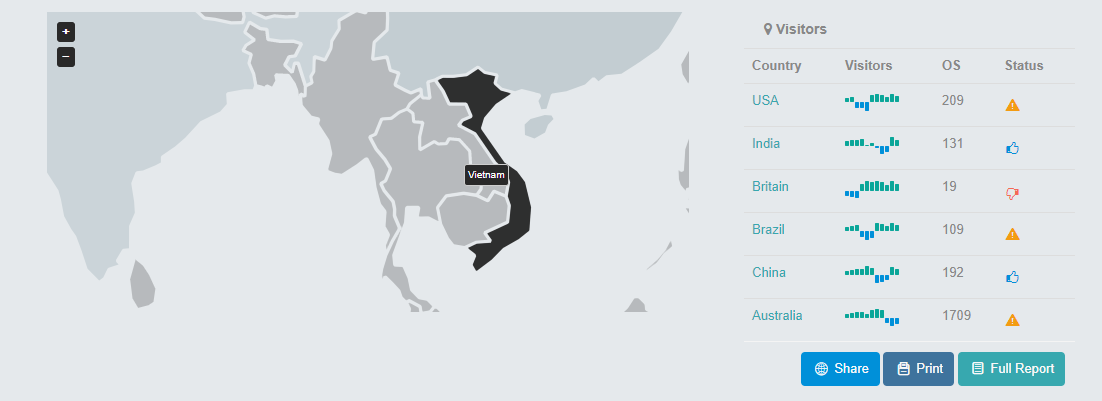 +
−
Vietnam
Visitors
Country Visitors OS Status
USA 209
India 131
Britain 19
Brazil 109
China 192
Australia 1709
Share Print Full Report